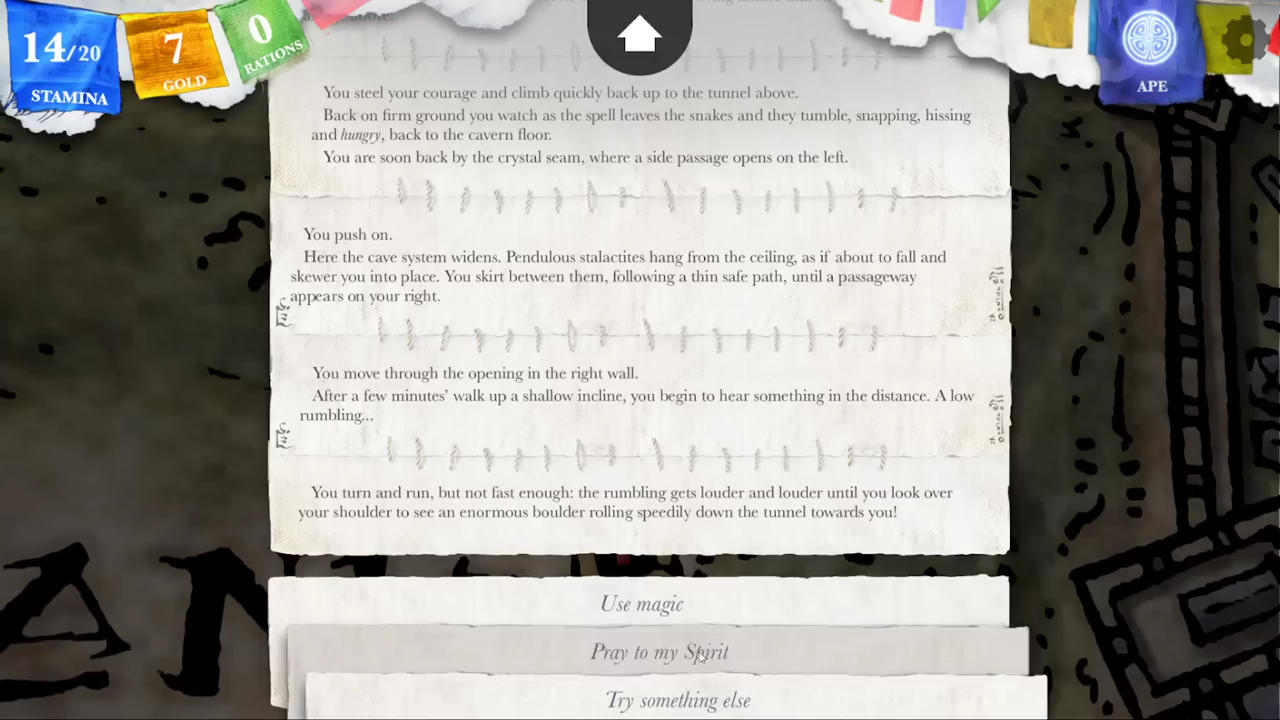 14/20
STAMINA
7
GOLD
0
RATIONS
APE
You steel your courage and climb quickly back up to the tunnel above.
Back on firm ground you watch as the spell leaves the snakes and they tumble, snapping, hissing
and hungry, back to the cavern floor.
You are soon back by the crystal seam, where a side passage opens on the left.
You push on.
Here the cave system widens. Pendulous stalactites hang from the ceiling, as if about to fall and
skewer you into place. You skirt between them, following a thin safe path, until a passageway
appears on your right.
You move through the opening in the right wall.
After a few minutes' walk up a shallow incline, you begin to hear something in the distance. A low
rumbling...
You turn and run, but not fast enough: the rumbling gets louder and louder until you look over
your shoulder to see an enormous boulder rolling speedily down the tunnel towards you!
Use magic
Pray to my Spirit
Try something else